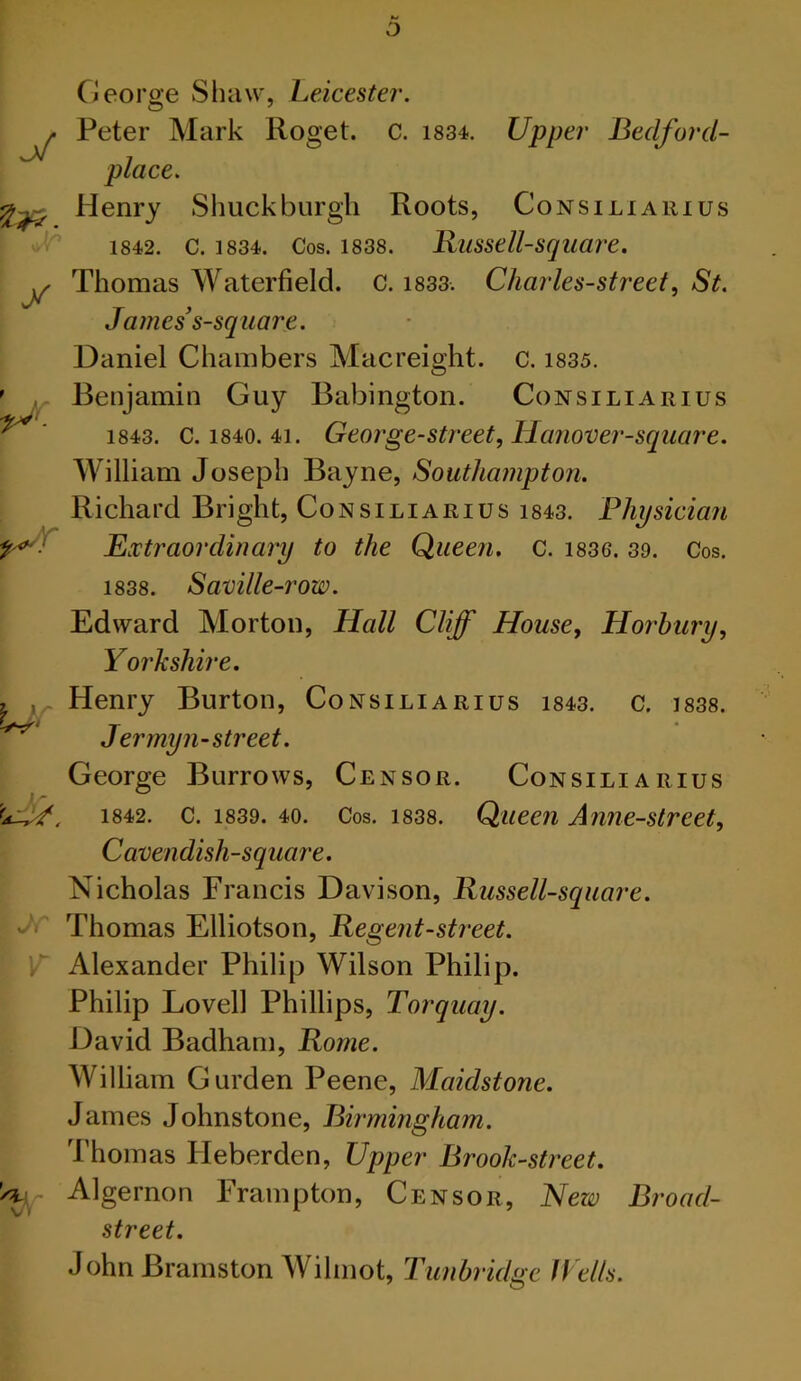 5
George Shaw, Leicester.
Peter Mark Roget. C. 1834. Upper Bedford-
place.
Henry Shuckburgh Roots, Consiliarius
1842. C. 1834. Cos. 1838. Russell-square.
Thomas Waterfield. C. 1833. Charles-street, St.
James's-square.
Daniel Chambers Macreight. C. 1835.
Benjamin Guy Babington. Consiliarius
1843. C. 1840. 41. George-street, Hanover-square.
William Joseph Bayne, Southampton.
Richard Bright, Consiliarius 1843. Physician
Extraordinary to the Queen. C. 1836. 39. Cos.
1838. Saville-row.
Edward Morton, Hall Cliff House, Horbury,
Yorkshire.
Henry Burton, Consiliarius 1843. C. 1838.
Jermyn-street.
George Burrows, Censor. Consiliarius
1842. C. 1839. 40. Cos. 1838. Queen Anne-street,
Cavendish-square.
Nicholas Francis Davison, Russell-square.
Thomas Elliotson, Regent-street.
Alexander Philip Wilson Philip.
Philip Lovell Phillips, Torquay.
David Badham, Rome.
William Gurden Peene, Maidstone.
James Johnstone, Birmingham.
Thomas Heberden, Upper Brook-street.
Algernon Frampton, Censor, New Broad-
street.
John Bramston Wilmot, Tunbridge Wells.